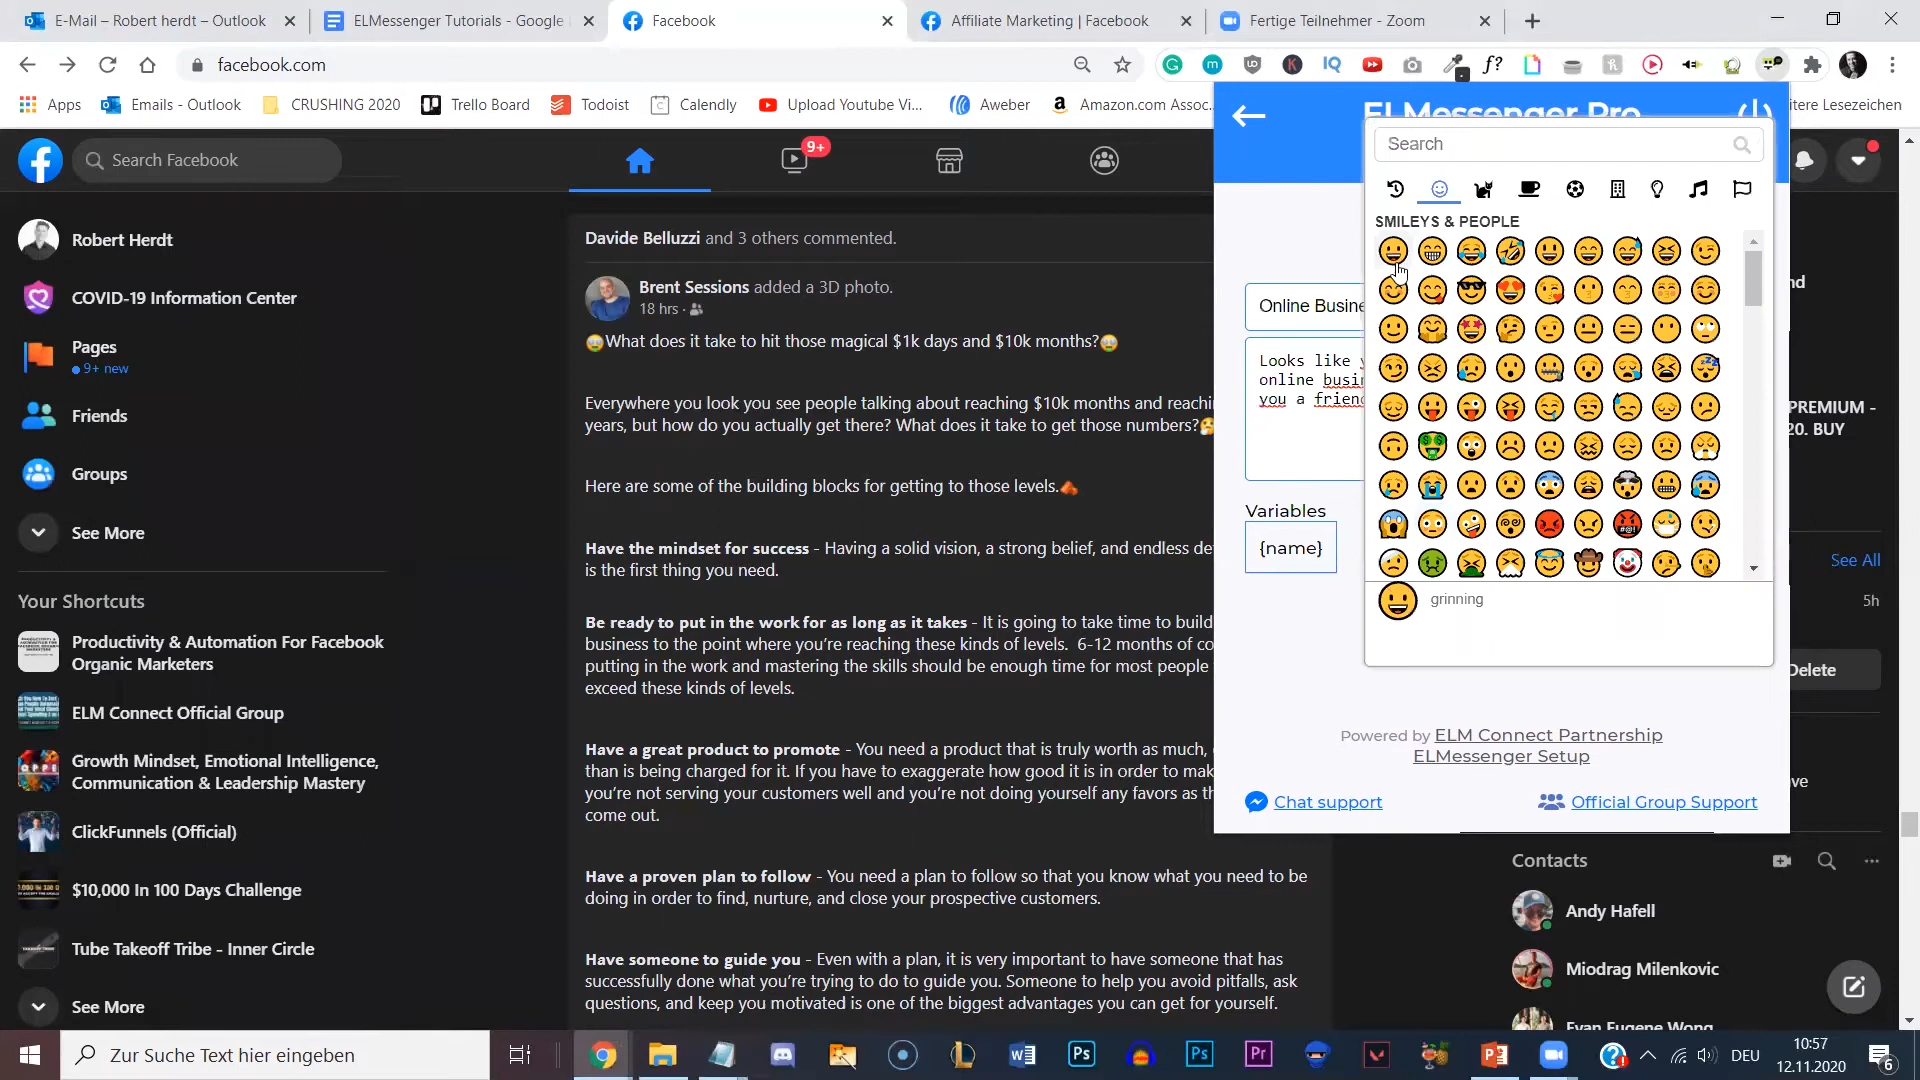 E-Mail – Robert herdt – Outlook
ELMessenger Tutorials - Google
Facebook
Affiliate Marketing | Facebook
Fertige Teilnehmer - Zoom
facebook.com
Apps
Emails - Outlook
CRUSHING 2020
Trello Board
Todoist
Calendly
Upload Youtube Vi...
Aweber
Amazon.com Assoc...
itere Lesezeichen
Search Facebook
9+
Robert Herdt
COVID-19 Information Center
Pages
9+ new
Friends
Groups
See More
Your Shortcuts
Productivity & Automation For Facebook
Organic Marketers
ELM Connect Official Group
Growth Mindset, Emotional Intelligence,
Communication & Leadership Mastery
ClickFunnels (Official)
$10,000 In 100 Days Challenge
Tube Takeoff Tribe - Inner Circle
See More
Davide Belluzzi and 3 others commented.
Brent Sessions added a 3D photo.
18 hrs ·
What does it take to hit those magical $1k days and $10k months?
Everywhere you look you see people talking about reaching $10k months and reachi
years, but how do you actually get there? What does it take to get those numbers?
Here are some of the building blocks for getting to those levels.
Have the mindset for success - Having a solid vision, a strong belief, and endless de
is the first thing you need.
Be ready to put in the work for as long as it takes - It is going to take time to build
business to the point where you're reaching these kinds of levels. 6-12 months of co
putting in the work and mastering the skills should be enough time for most people
exceed these kinds of levels.
Have a great product to promote - You need a product that is truly worth as much,
than is being charged for it. If you have to exaggerate how good it is in order to mak
you're not serving your customers well and you're not doing yourself any favors as th
come out.
Have a proven plan to follow - You need a plan to follow so that you know what you need to be
doing in order to find, nurture, and close your prospective customers.
Have someone to guide you - Even with a plan, it is very important to have someone that has
successfully done what you're trying to do to guide you. Someone to help you avoid pitfalls, ask
questions, and keep you motivated is one of the biggest advantages you can get for yourself.
ELMessenger Pro
Search
SMILEYS & PEOPLE
grinning
Online Busine
Looks like y
online busin
you a friend
Variables
{name}
Powered by ELM Connect Partnership
ELMessenger Setup
Chat support
Official Group Support
nd
PREMIUM -
20. BUY
See All
5h
Delete
ve
Contacts
Andy Hafell
Miodrag Milenkovic
Evan Eugene Wong
Zur Suche Text hier eingeben
DEU
10:57
12.11.2020
6